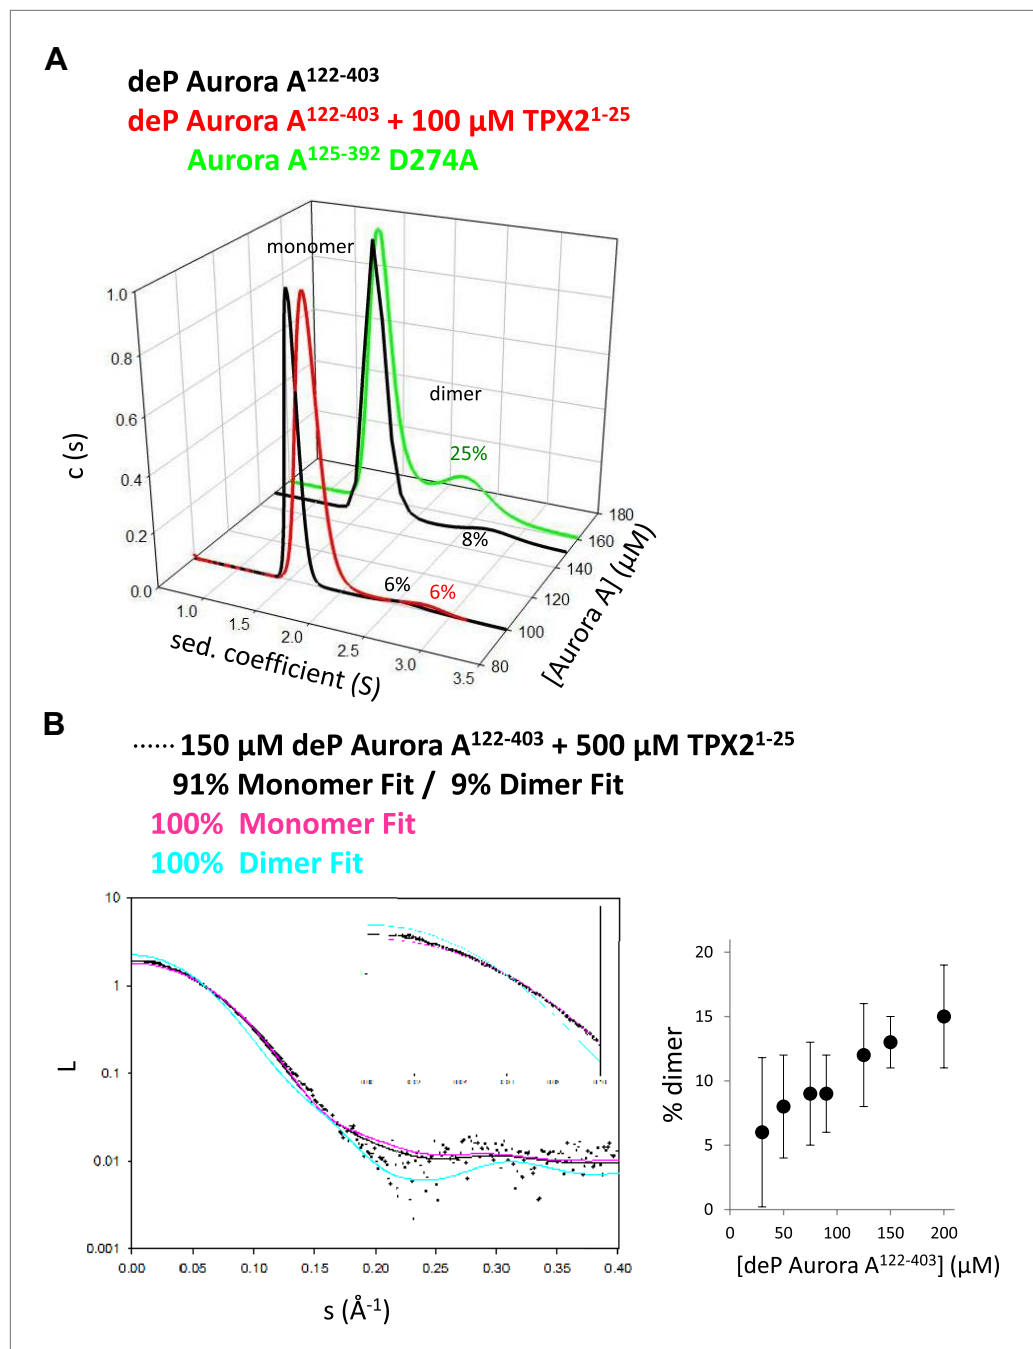 A
deP Aurora A122-403
deP Aurora A122-403 + 100 µM TPX21-25
Aurora A125-392 D274A
monomer
dimer
25%
8%
6%
6%
c (s)
1.0
0.8
0.6
0.4
0.2
0.0
1.0
1.5
2.0
2.5
3.0
3.5
sed. coefficient (S)
80
100
120
140
160
180
[Aurora A] (µM)
B
150 µM deP Aurora A122-403 + 500 µM TPX21-25
91% Monomer Fit / 9% Dimer Fit
100% Monomer Fit
100% Dimer Fit
10
1
0.1
0.01
0.001
L
0.00 0.05 0.10 0.15 0.20 0.25 0.30 0.35 0.40
s (Å-1)
20
15
10
5
0
% dimer
0 50 100 150 200
[deP Aurora A122-403] (µM)